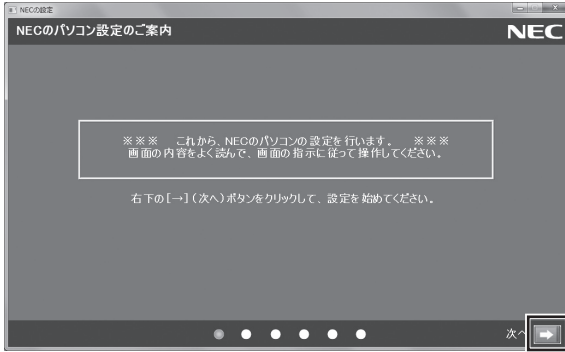 NECの設定
NECのパソコン設定のご案内
NEC
※※※ これから、NECのパソコンの設定を行います。 ※※※
画面の内容をよく読んで、画面の指示に従って操作してください。
右下の[→](次へ)ボタンをクリックして、設定を始めてください。
次へ